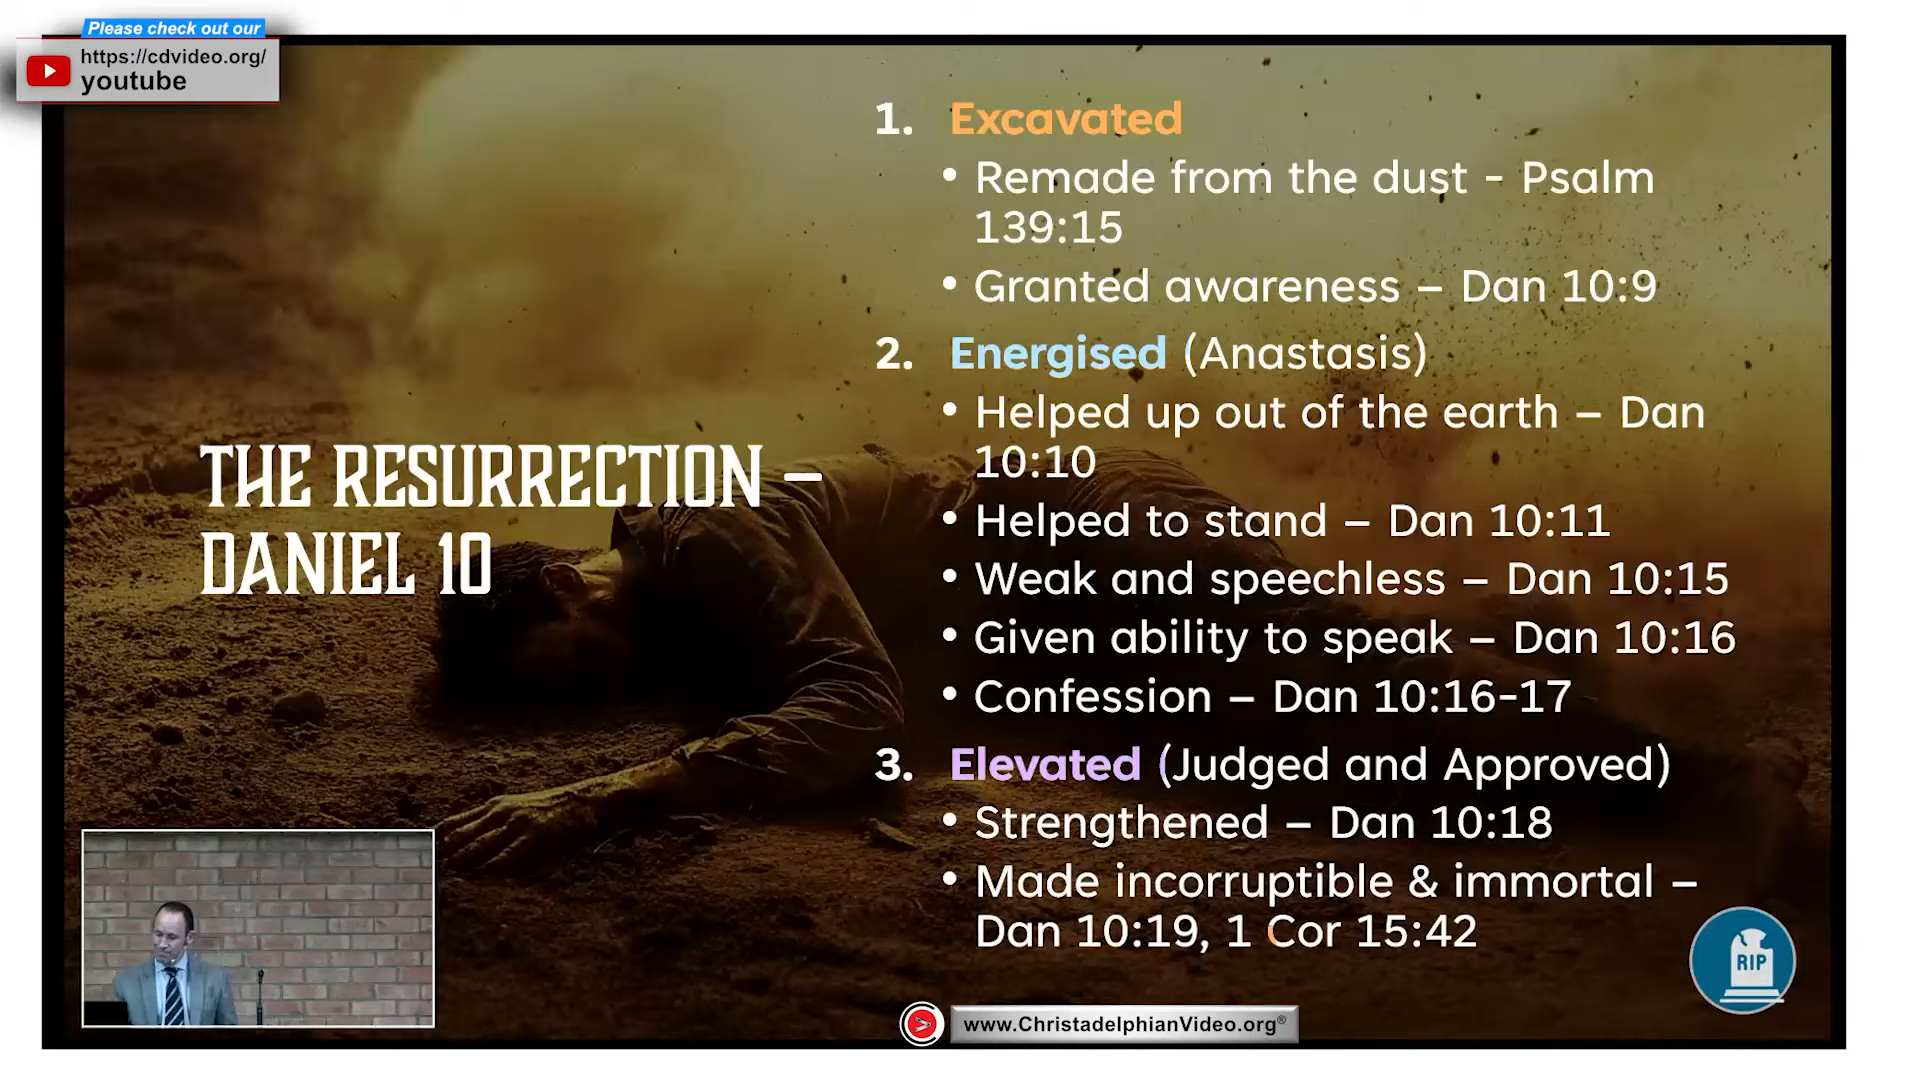 Please check out our
https://cdvideo.org/
youtube
THE RESURRECTION –
DANIEL 10
1. Excavated
• Remade from the dust - Psalm
139:15
• Granted awareness – Dan 10:9
2. Energised (Anastasis)
• Helped up out of the earth – Dan
10:10
• Helped to stand – Dan 10:11
• Weak and speechless – Dan 10:15
• Given ability to speak – Dan 10:16
• Confession – Dan 10:16-17
3. Elevated (Judged and Approved)
• Strengthened – Dan 10:18
• Made incorruptible & immortal –
Dan 10:19, 1 Cor 15:42
RIP
www.ChristadelphianVideo.org®